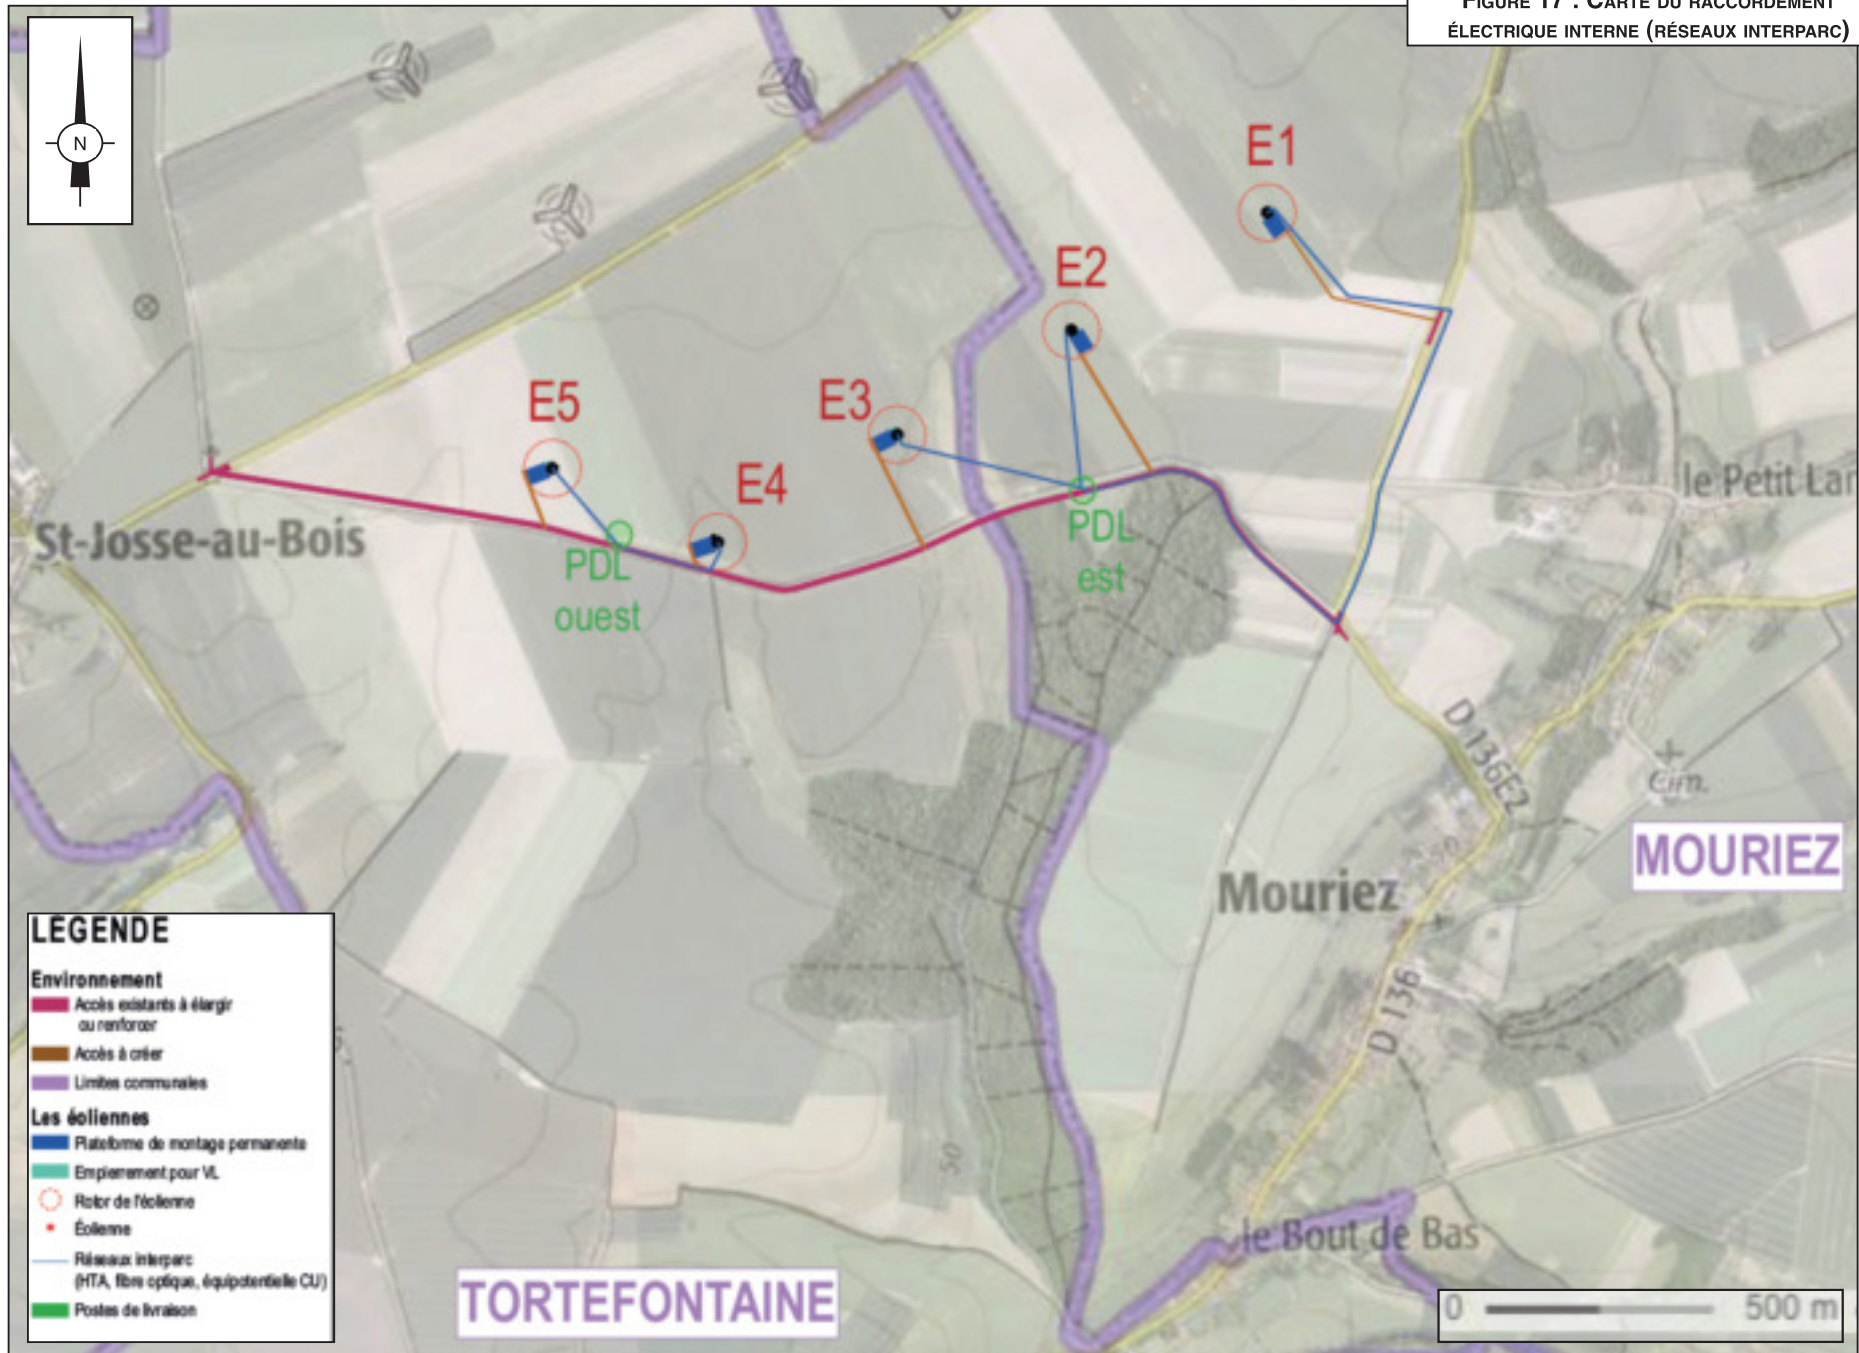 FIGURE 17 : CARTE DU RACCORDEMENT
ÉLECTRIQUE INTERNE (RÉSEAUX INTERPARC)
N
E1
E2
E3
E4
E5
PDL
ouest
PDL
est
St-Josse-au-Bois
le Petit Lar
D 136E2
Cim.
MOURIEZ
Mouriez
50
D 136
50
le Bout de Bas
TORTEFONTAINE
LÉGENDE
Environnement
Accès existants à élargir
ou renforcer
Accès à créer
Limites communales
Les éoliennes
Plateforme de montage permanente
Empierrement pour VL
Rotor de l'éolienne
Éolienne
Réseaux interparc
(HTA, fibre optique, équipotentielle CU)
Postes de livraison
0 500 m